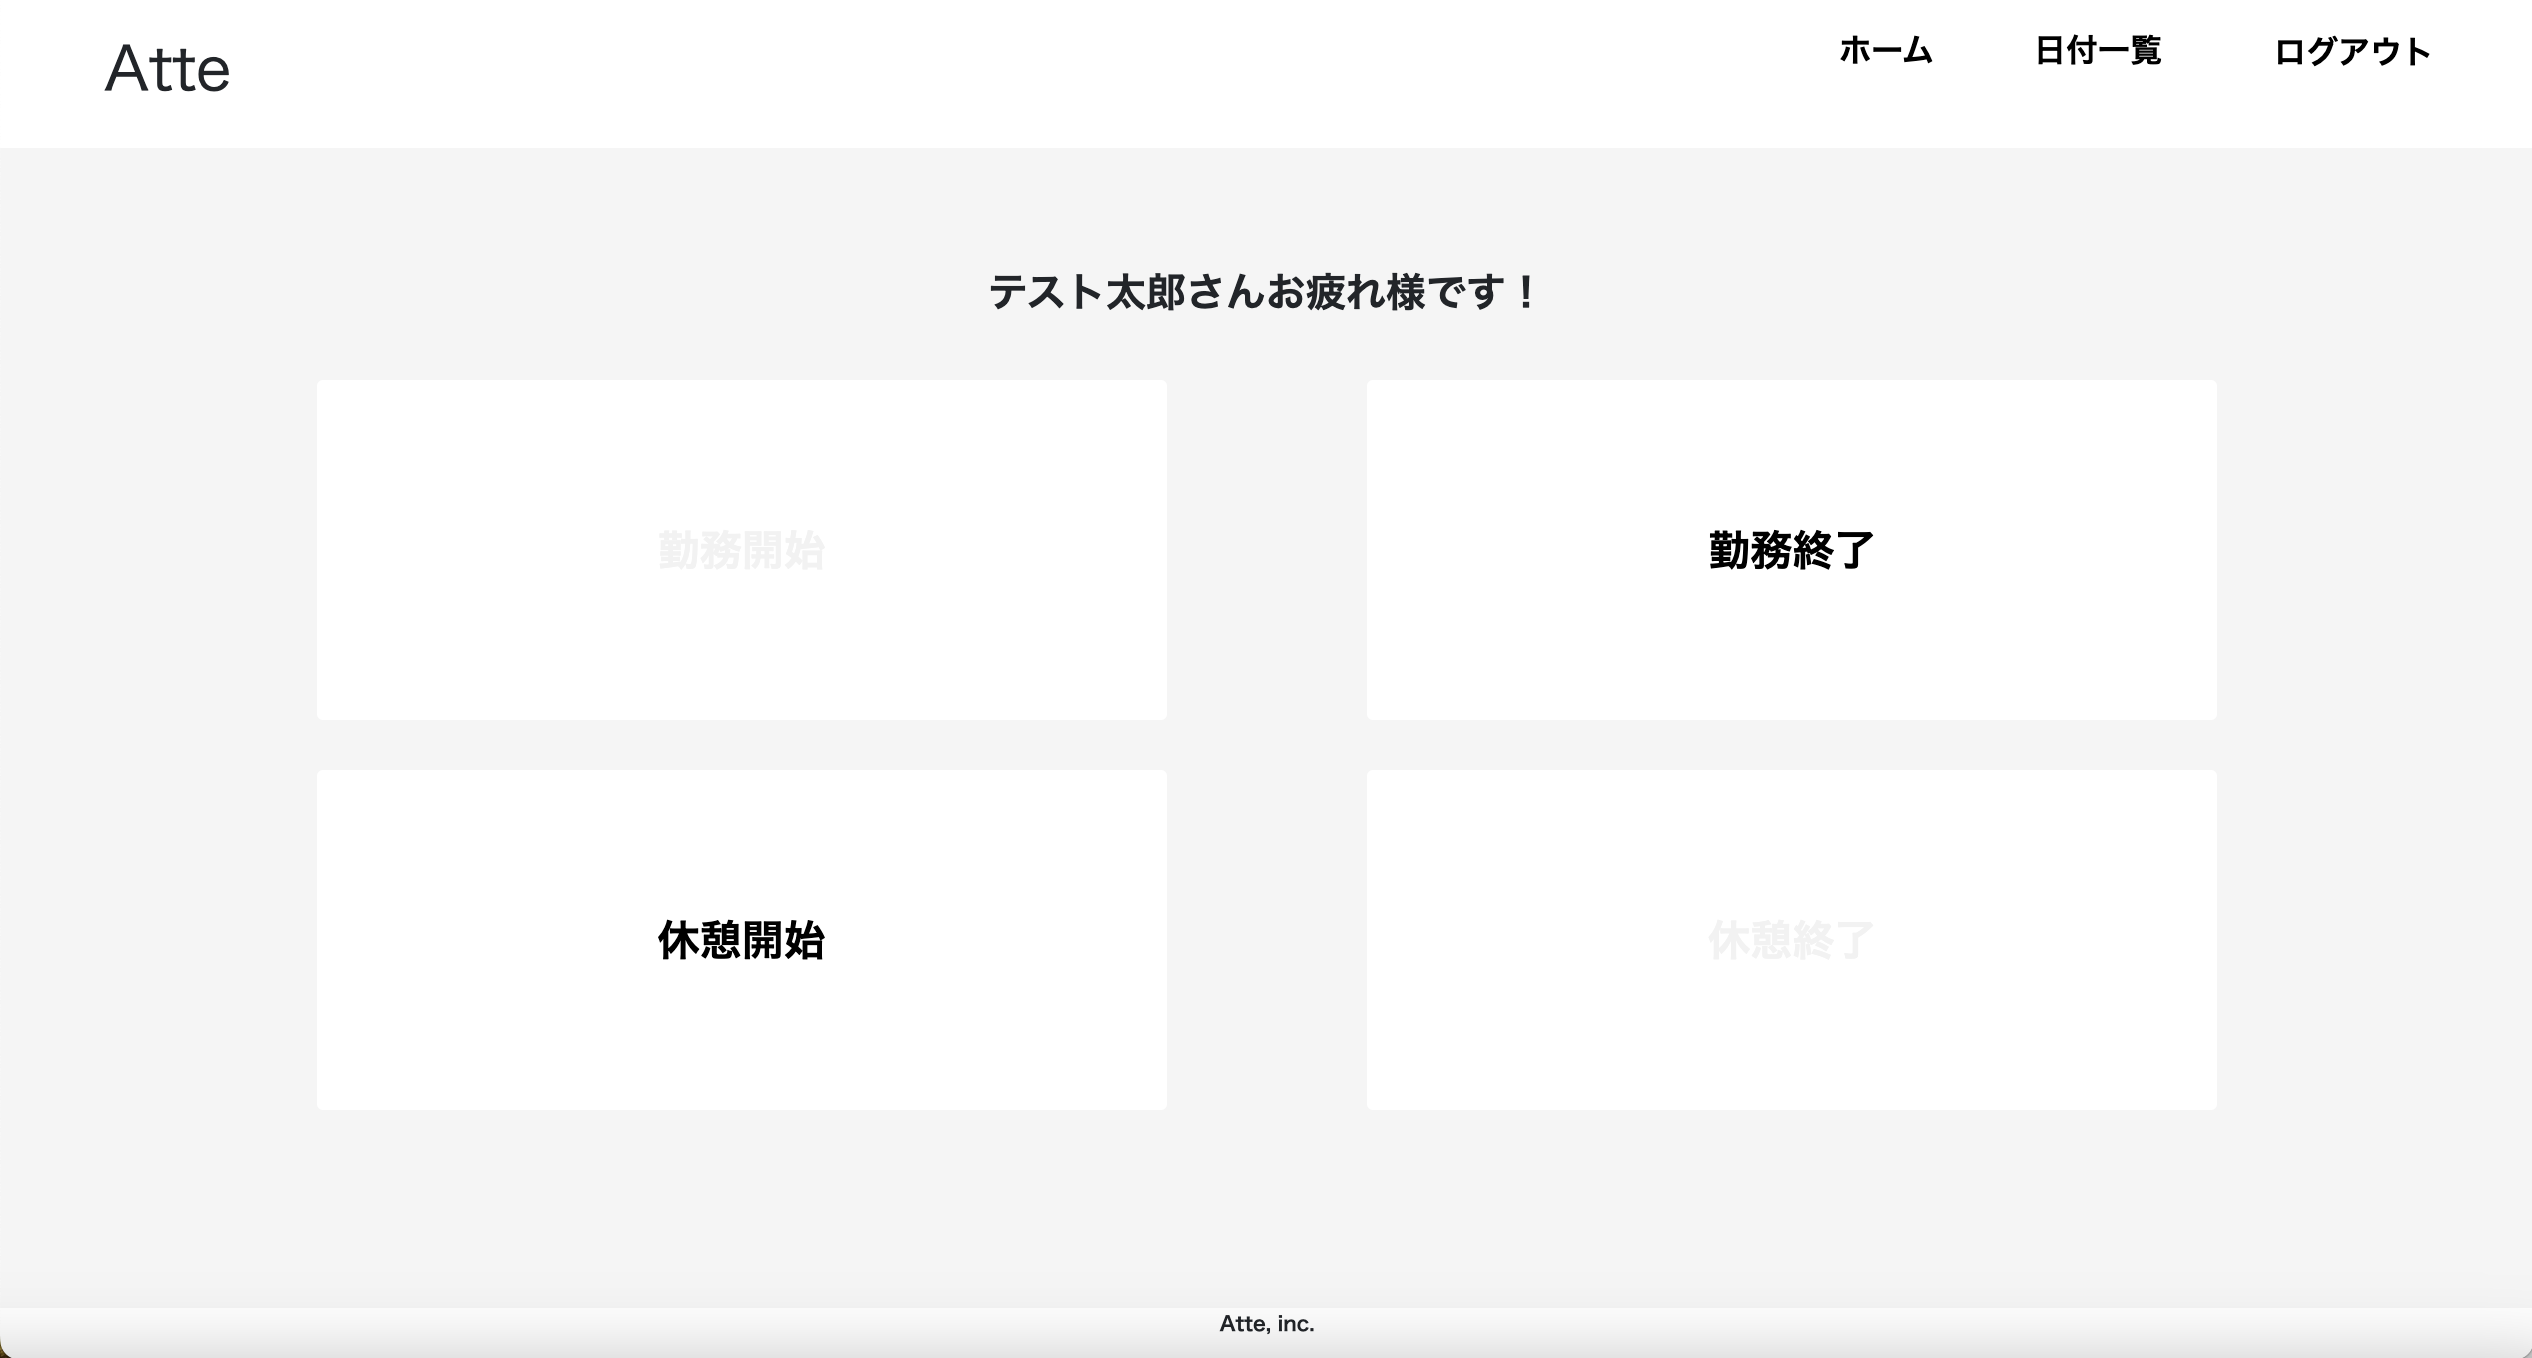 Atte
ホーム 日付一覧 ログアウト
テスト太郎さんお疲れ様です！
勤務開始 勤務終了
休憩開始 休憩終了
Atte, inc.